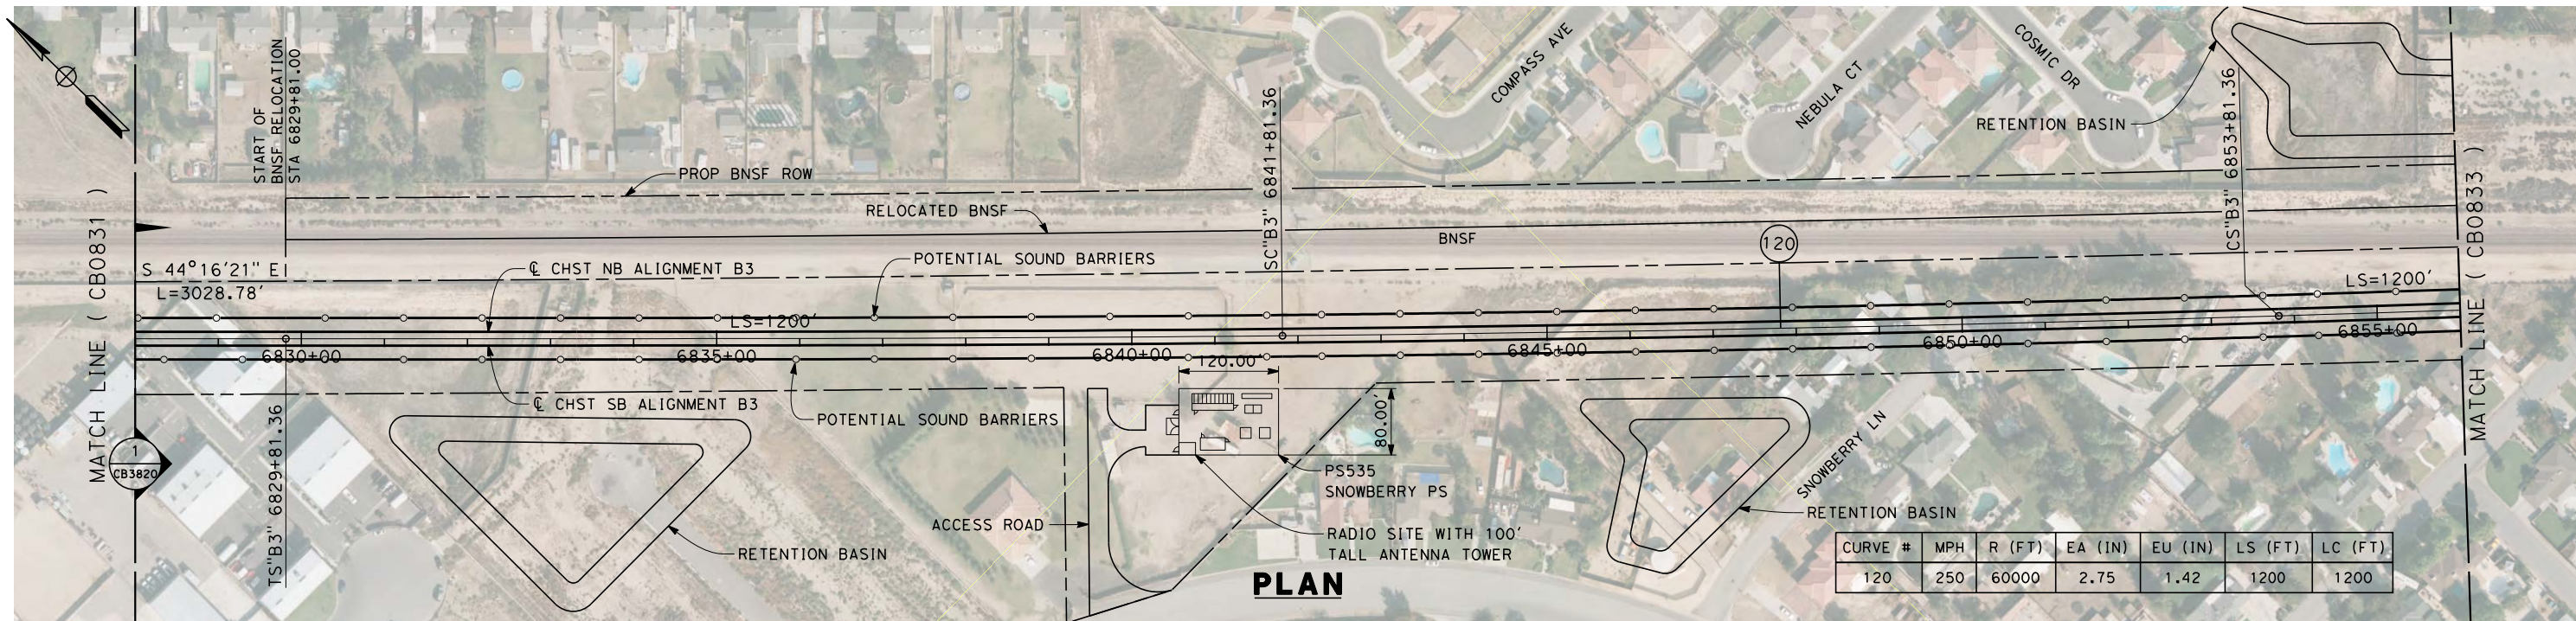 MATCH LINE ( CB0831 )
START OF
BNSF RELOCATION
STA 6829+81.00
PROP BNSF ROW
RELOCATED BNSF
BNSF
SC"B3" 6841+81.36
COMPASS AVE
NEBULA CT
COSMIC DR
RETENTION BASIN
CS"B3" 6853+81.36
MATCH LINE ( CB0833 )
120
S 44°16'21" E
L=3028.78'
℄ CHST NB ALIGNMENT B3
POTENTIAL SOUND BARRIERS
LS=1200'
LS=1200'
6830+00
6835+00
6840+00
6845+00
6850+00
6855+00
120.00'
80.00'
℄ CHST SB ALIGNMENT B3
POTENTIAL SOUND BARRIERS
TS"B3" 6829+81.36
1
CB3820
RETENTION BASIN
ACCESS ROAD
PS535
SNOWBERRY PS
RADIO SITE WITH 100'
TALL ANTENNA TOWER
SNOWBERRY LN
RETENTION BASIN
PLAN
CURVE # MPH R (FT) EA (IN) EU (IN) LS (FT) LC (FT)
120 250 60000 2.75 1.42 1200 1200